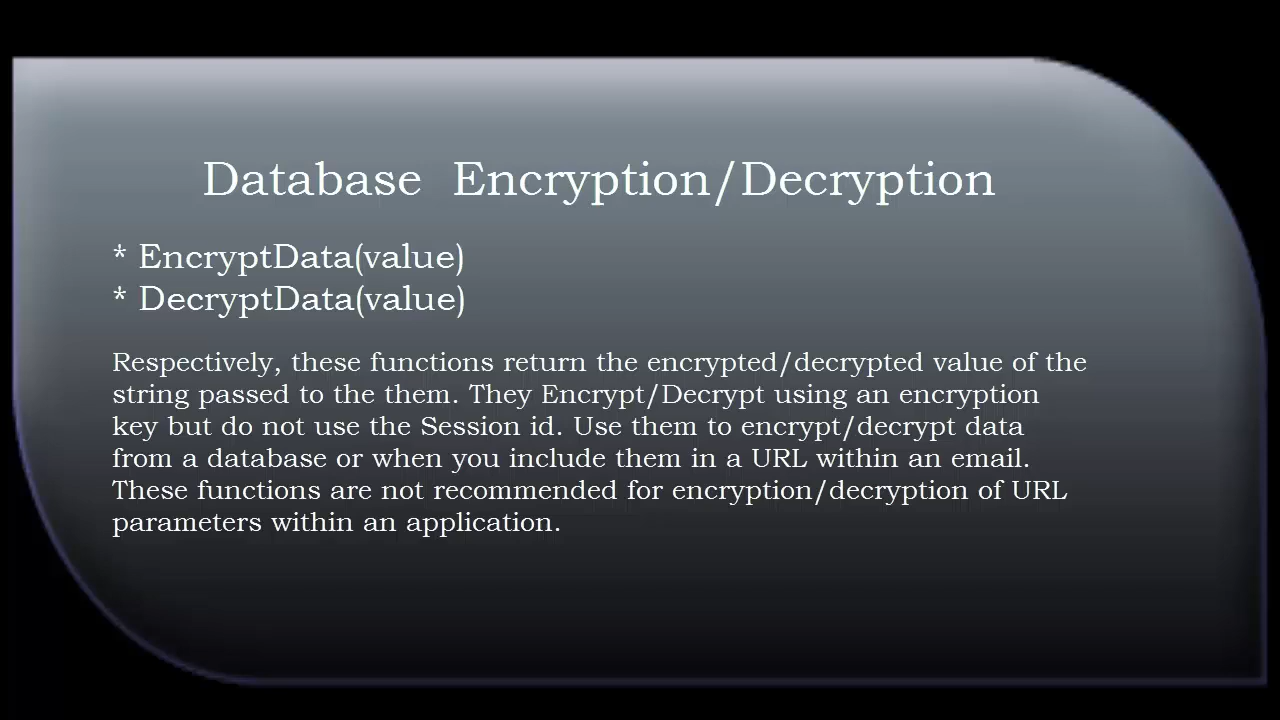 Database Encryption/Decryption
* EncryptData(value)
* DecryptData(value)
Respectively, these functions return the encrypted/decrypted value of the
string passed to the them. They Encrypt/Decrypt using an encryption
key but do not use the Session id. Use them to encrypt/decrypt data
from a database or when you include them in a URL within an email.
These functions are not recommended for encryption/decryption of URL
parameters within an application.